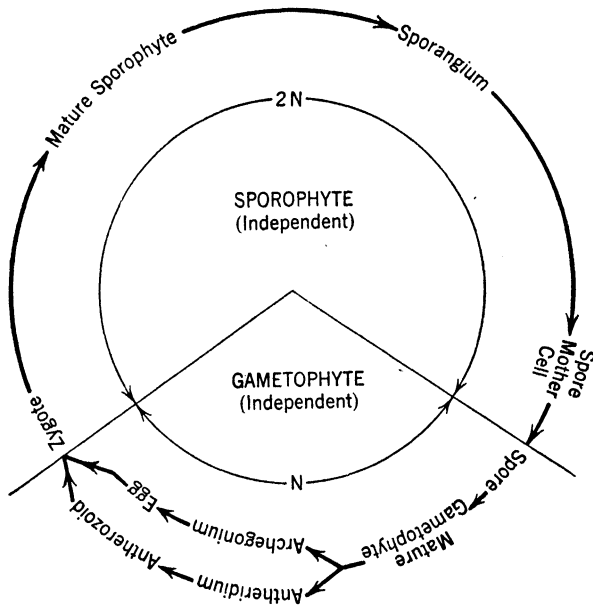 Mature Sporophyte
Sporangium
2N
SPOROPHYTE
(Independent)
Spore
Mother
Cell
GAMETOPHYTE
(Independent)
Zygote
Spore
N
Mature
Gametophyte
Egg
Archegonium
Antherozoid
Antheridium